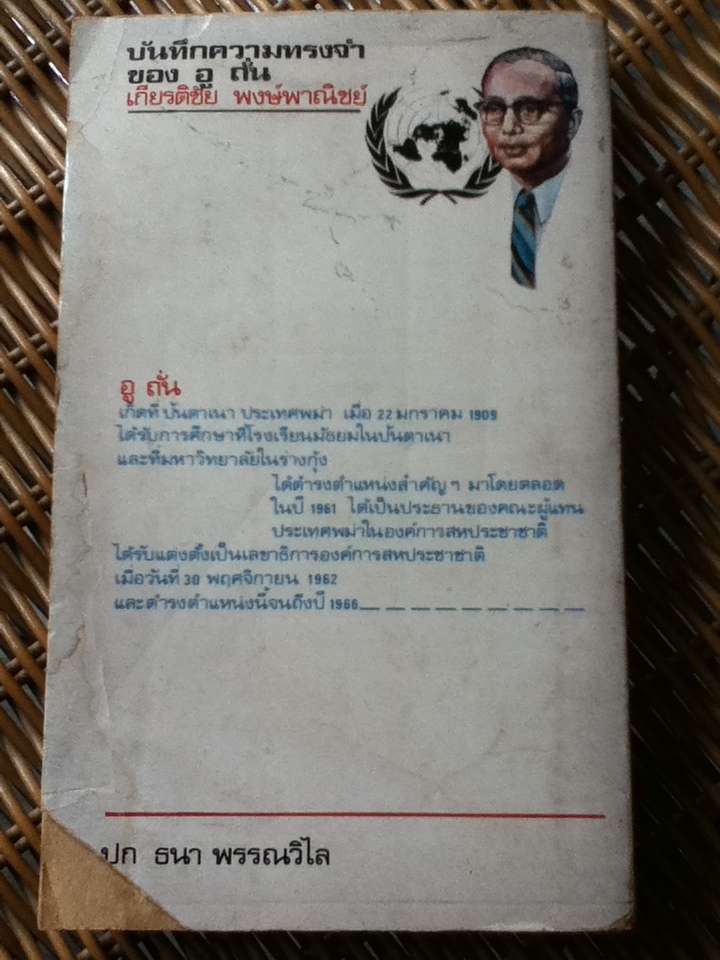 บันทึกความทรงจำ
ของ อู ถั่น
เกียรติชัย พงษ์พาณิชย์
อู ถั่น
เกิดที่ ปันตาเนา ประเทศพม่า เมื่อ 22 มกราคม 1909
ได้รับการศึกษาที่โรงเรียนมัธยมในปันตาเนา
และที่มหาวิทยาลัยในร่างกุ้ง
ได้ดำรงตำแหน่งสำคัญ ๆ มาโดยตลอด
ในปี 1961 ได้เป็นประธานของคณะผู้แทน
ประเทศพม่าในองค์การสหประชาชาติ
ได้รับแต่งตั้งเป็นเลขาธิการองค์การสหประชาชาติ
เมื่อวันที่ 30 พฤศจิกายน 1962
และดำรงตำแหน่งนี้จนถึงปี 1966
ปก ธนา พรรณวิไล